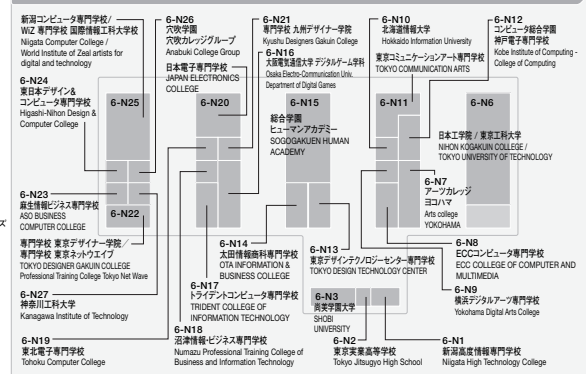 新潟コンピュータ専門学校/
WiZ 専門学校 国際情報工科大学校
Niigata Computer College /
World Institute of Zeal artists for
digital and technology
6-N24
東日本デザイン&
コンピュータ専門学校
Higashi-Nihon Design &
Computer College
6-N26
穴吹学園
穴吹カレッジグループ
Anabuki College Group
日本電子専門学校
JAPAN ELECTRONICS
COLLEGE
6-N21
専門学校 九州デザイナー学院
Kyushu Designers Gakuin College
6-N16
大阪電気通信大学 デジタルゲーム学科
Osaka Electro-Communication Univ.
Department of Digital Games
6-N10
北海道情報大学
Hokkaido Information University
東京コミュニケーションアート専門学校
TOKYO COMMUNICATION ARTS
6-N12
コンピュータ総合学園
神戸電子専門学校
Kobe Institute of Computing -
College of Computing
6-N25
6-N20
6-N15
総合学園
ヒューマンアカデミー
SOGOGAKUEN HUMAN
ACADEMY
6-N11
6-N6
日本工学院 / 東京工科大学
NIHON KOGAKUIN COLLEGE /
TOKYO UNIVERSITY OF TECHNOLOGY
6-N23
麻生情報ビジネス専門学校
ASO BUSINESS
COMPUTER COLLEGE
ズ
6-N22
専門学校 東京デザイナー学院/
専門学校 東京ネットウエイブ
TOKYO DESIGNER GAKUIN COLLEGE
Professional Training College Tokyo Net Wave
6-N27
神奈川工科大学
Kanagawa Institute of Technology
6-N19
東北電子専門学校
Tohoku Computer College
6-N17
トライデントコンピュータ専門学校
TRIDENT COLLEGE OF
INFORMATION TECHNOLOGY
6-N18
沼津情報・ビジネス専門学校
Numazu Professional Training College of
Business and Information Technology
6-N14
太田情報商科専門学校
OTA INFORMATION &
BUSINESS COLLEGE
6-N13
東京デザインテクノロジーセンター専門学校
TOKYO DESIGN TECHNOLOGY CENTER
6-N3
尚美学園大学
SHOBI
UNIVERSITY
6-N2
東京実業高等学校
Tokyo Jitsugyo High School
6-N1
新潟高度情報専門学校
Niigata High Technology College
6-N7
アーツカレッジ
ヨコハマ
Arts college
YOKOHAMA
6-N8
ECCコンピュータ専門学校
ECC COLLEGE OF COMPUTER AND
MULTIMEDIA
6-N9
横浜デジタルアーツ専門学校
Yokohama Digital Arts College